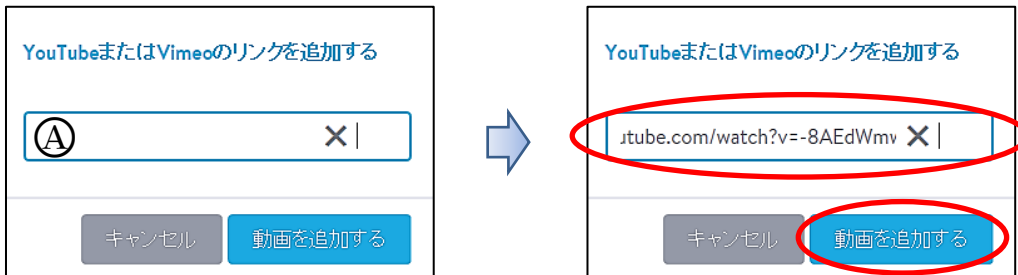 YouTubeまたはVimeoのリンクを追加する
Ⓐ ×
キャンセル 動画を追加する
YouTubeまたはVimeoのリンクを追加する
utube.com/watch?v=-8AEdWmv ×
キャンセル 動画を追加する